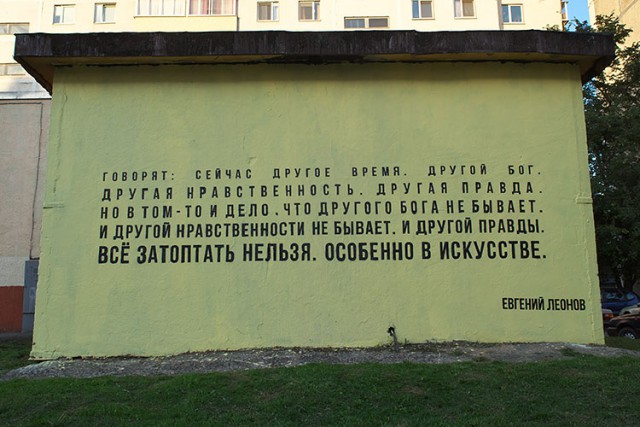 ГОВОРЯТ: СЕЙЧАС ДРУГОЕ ВРЕМЯ. ДРУГОЙ БОГ.
ДРУГАЯ НРАВСТВЕННОСТЬ. ДРУГАЯ ПРАВДА.
НО В ТОМ-ТО И ДЕЛО, ЧТО ДРУГОГО БОГА НЕ БЫВАЕТ.
И ДРУГОЙ НРАВСТВЕННОСТИ НЕ БЫВАЕТ. И ДРУГОЙ ПРАВДЫ.
ВСЁ ЗАТОПТАТЬ НЕЛЬЗЯ. ОСОБЕННО В ИСКУССТВЕ.
ЕВГЕНИЙ ЛЕОНОВ